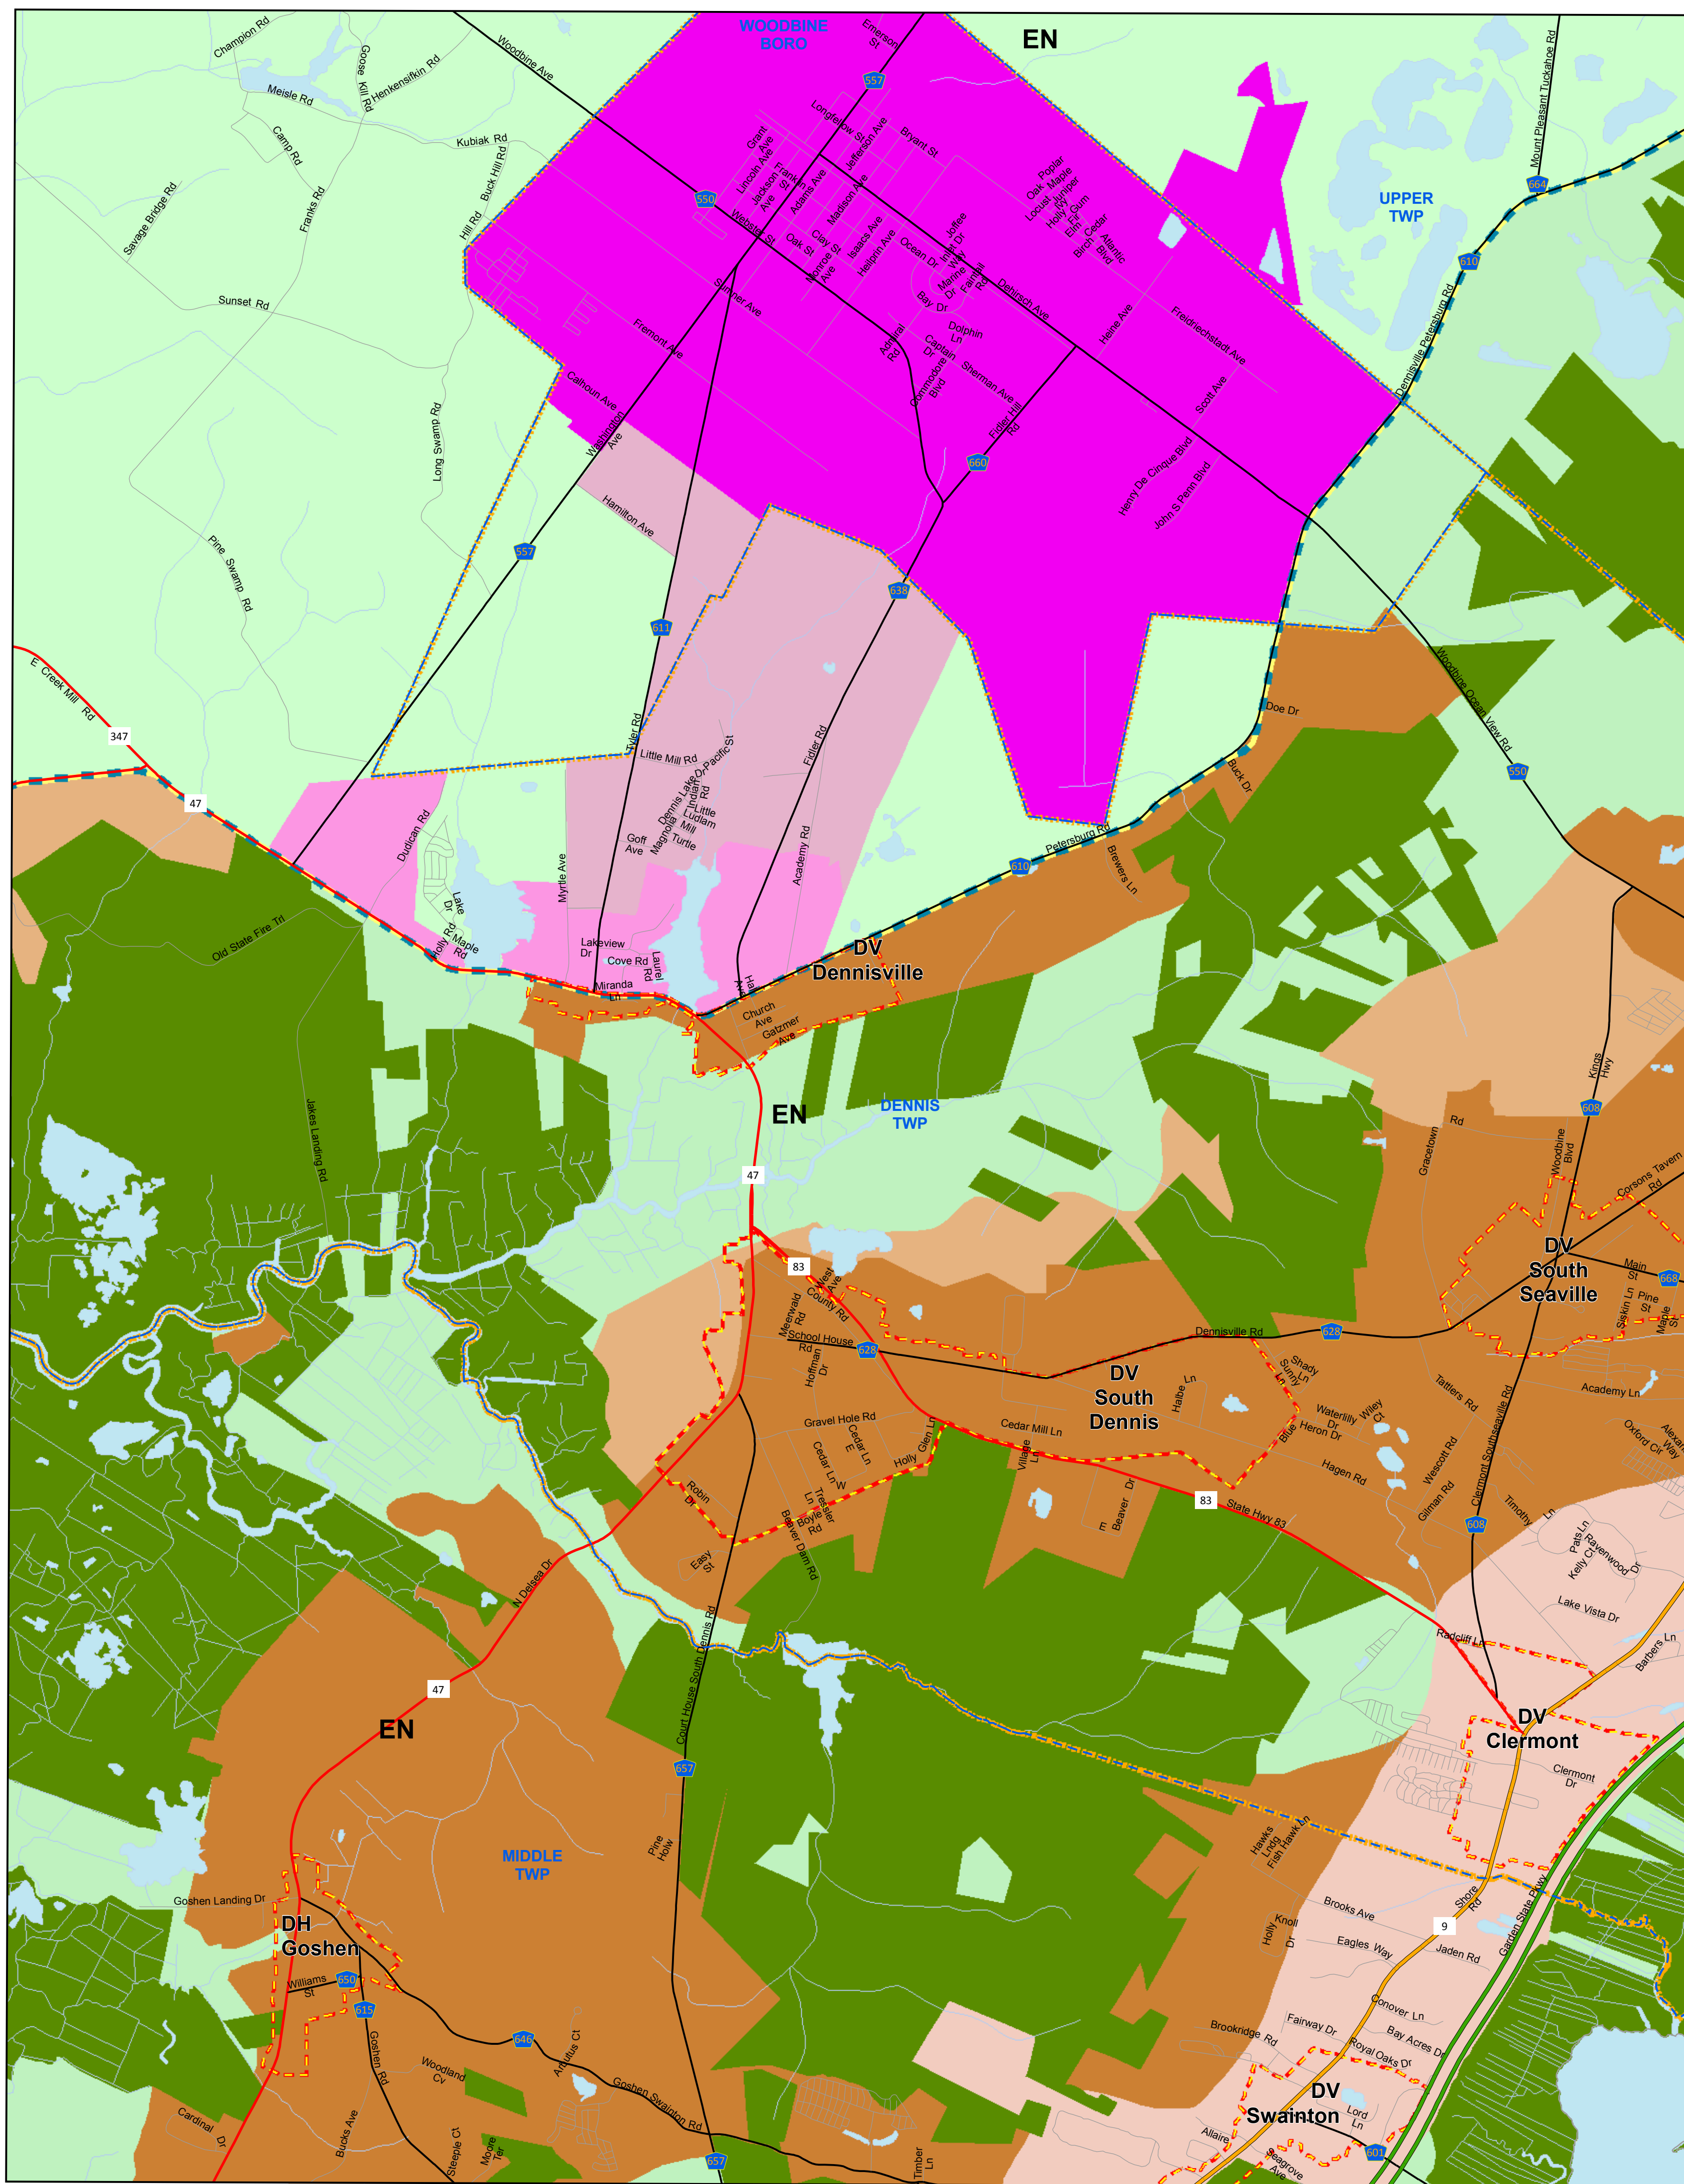 WOODBINE
BORO
EN
Champion Rd
Goose Kill Rd
Henkensifkin Rd
Meisle Rd
Camp Rd
Kubiak Rd
Buck Hill Rd
Hill Rd
Savage Bridge Rd
Franks Rd
Sunset Rd
Long Swamp Rd
Pine Swamp Rd
Woodbine Ave
Emerson
St
557
Longfellow St
Jefferson Ave
Bryant St
Grant
Ave
Lincoln Ave
Franklin
St
Jackson
Ave
Adams Ave
Madison Ave
550
Webster St
Oak St
Clay St
Monroe
Ave
Isaacs Ave
Heilprin Ave
Ocean Dr
Joffee
Inlet Dr
Way
Marine
Dr
Fantail
Rd
Bay Dr
Dehirsch Ave
Poplar
Oak Maple
Locust Juniper
Ivy
Holly Gum
Fir
Elm Cedar
Birch
Atlantic
Blvd
Sumner Ave
Fremont Ave
Calhoun Ave
Washington
Ave
Hamilton Ave
Admiral
Rd
Dolphin
Ln
Captain
Dr
Commodore
Blvd
Sherman Ave
Fidler Hill
Rd
660
Heine Ave
Freidriechstadt Ave
Scott Ave
Henry De Cinque Blvd
John S Penn Blvd
UPPER
TWP
Mount Pleasant Tuckahoe Rd
664
610
Dennisville Petersburg Rd
557
611
638
E Creek Mill Rd
347
47
Tyler Rd
Little Mill Rd
Pacific St
Dennis Lake Dr
Indian
Rd
Little
Ludlam
Mill
Magnolia
Turtle
Goff
Ave
Fidler Rd
Academy Rd
Myrtle Ave
Dudican Rd
Lake
Dr
Holly Rd
Maple
Rd
Old State Fire Trl
Lakeview
Dr
Cove Rd
Laurel
Rd
Miranda
Ln
Doe Dr
Buck Dr
Petersburg Rd
610
Brewers Ln
Woodbine Ocean View Rd
550
DV
Dennisville
Church
Ave
Gatzmer
Ave
EN
DENNIS
TWP
Jakes Landing Rd
47
Kings
Hwy
608
Gracetown
Rd
Woodbine
Blvd
Corsons Tavern
Rd
DV
South
Seaville
Main
St
668
Siskin Ln
Pine
St
Maple
St
83
West
Ave
County Rd
Meerwald
Rd
School House
Rd
628
Hoffman
Dr
Dennisville Rd
628
DV
South
Dennis
Shady
Ln
Sunny
Ln
Halbe Ln
Waterlilly
Dr
Wiley
Ct
Blue Heron Dr
Tattlers Rd
Academy Ln
Oxford Cir
Way
Gravel Hole Rd
Cedar Ln
E
Cedar Ln
W
Holly
Glen Ln
Cedar Mill Ln
Village
Ln
Hagen Rd
Wescott Rd
Gilman Rd
Clermont Southseaville Rd
Robin
Dr
Tressler
Ln
Boyle
Rd
Beaver Dam Rd
Easy
St
E
Beaver Dr
83
State Hwy 83
608
Timothy Ln
Pats Ln
Kelly Ct
Ravenwood
Dr
Lake Vista Dr
Barbers Ln
Radcliff Ln
N Delsea Dr
47
EN
Court House South Dennis Rd
657
DV
Clermont
Clermont
Dr
MIDDLE
TWP
Pine
Holw
Hawks
Lndg
Fish Hawk Ln
Shore
Rd
Garden State Pkwy
Goshen Landing Dr
DH
Goshen
Williams
St
650
615
Goshen Rd
646
Brooks Ave
9
Holly
Knoll
Dr
Eagles Way
Jaden Rd
Conover Ln
Brookridge Rd
Fairway Dr
Bay Acres Dr
Royal Oaks Dr
DV
Swainton
Lord
Ln
601
Allaire
Seagrove
Ave
Woodland
Cv
Arbutus Ct
Goshen Swainton Rd
Cardinal
Dr
Bucks Ave
Steeple Ct
Moore
Ter
657
Timber
Ln